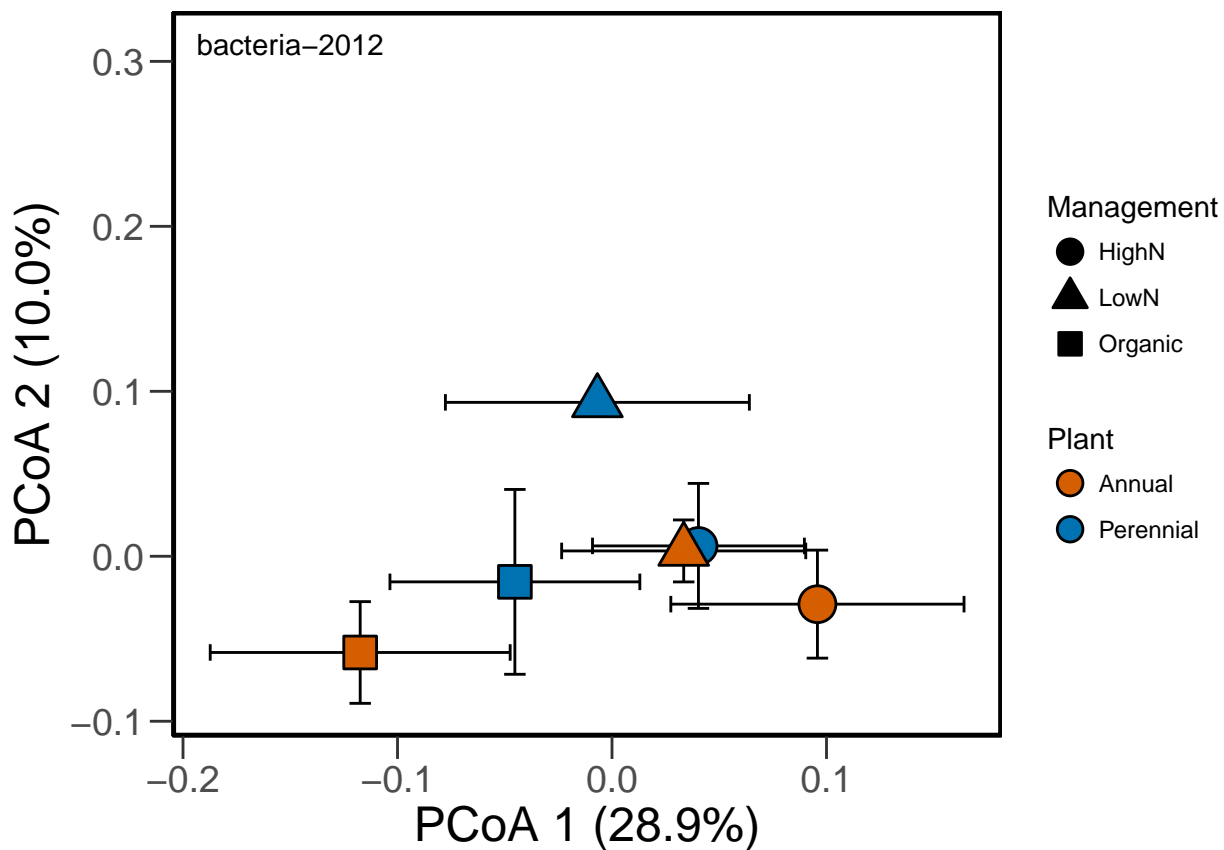 bacteria−2012
0.3
0.2
0.1
0.0
−0.1
PCoA 2 (10.0%)
−0.2 −0.1 0.0 0.1
PCoA 1 (28.9%)
Management
HighN
LowN
Organic
Plant
Annual
Perennial